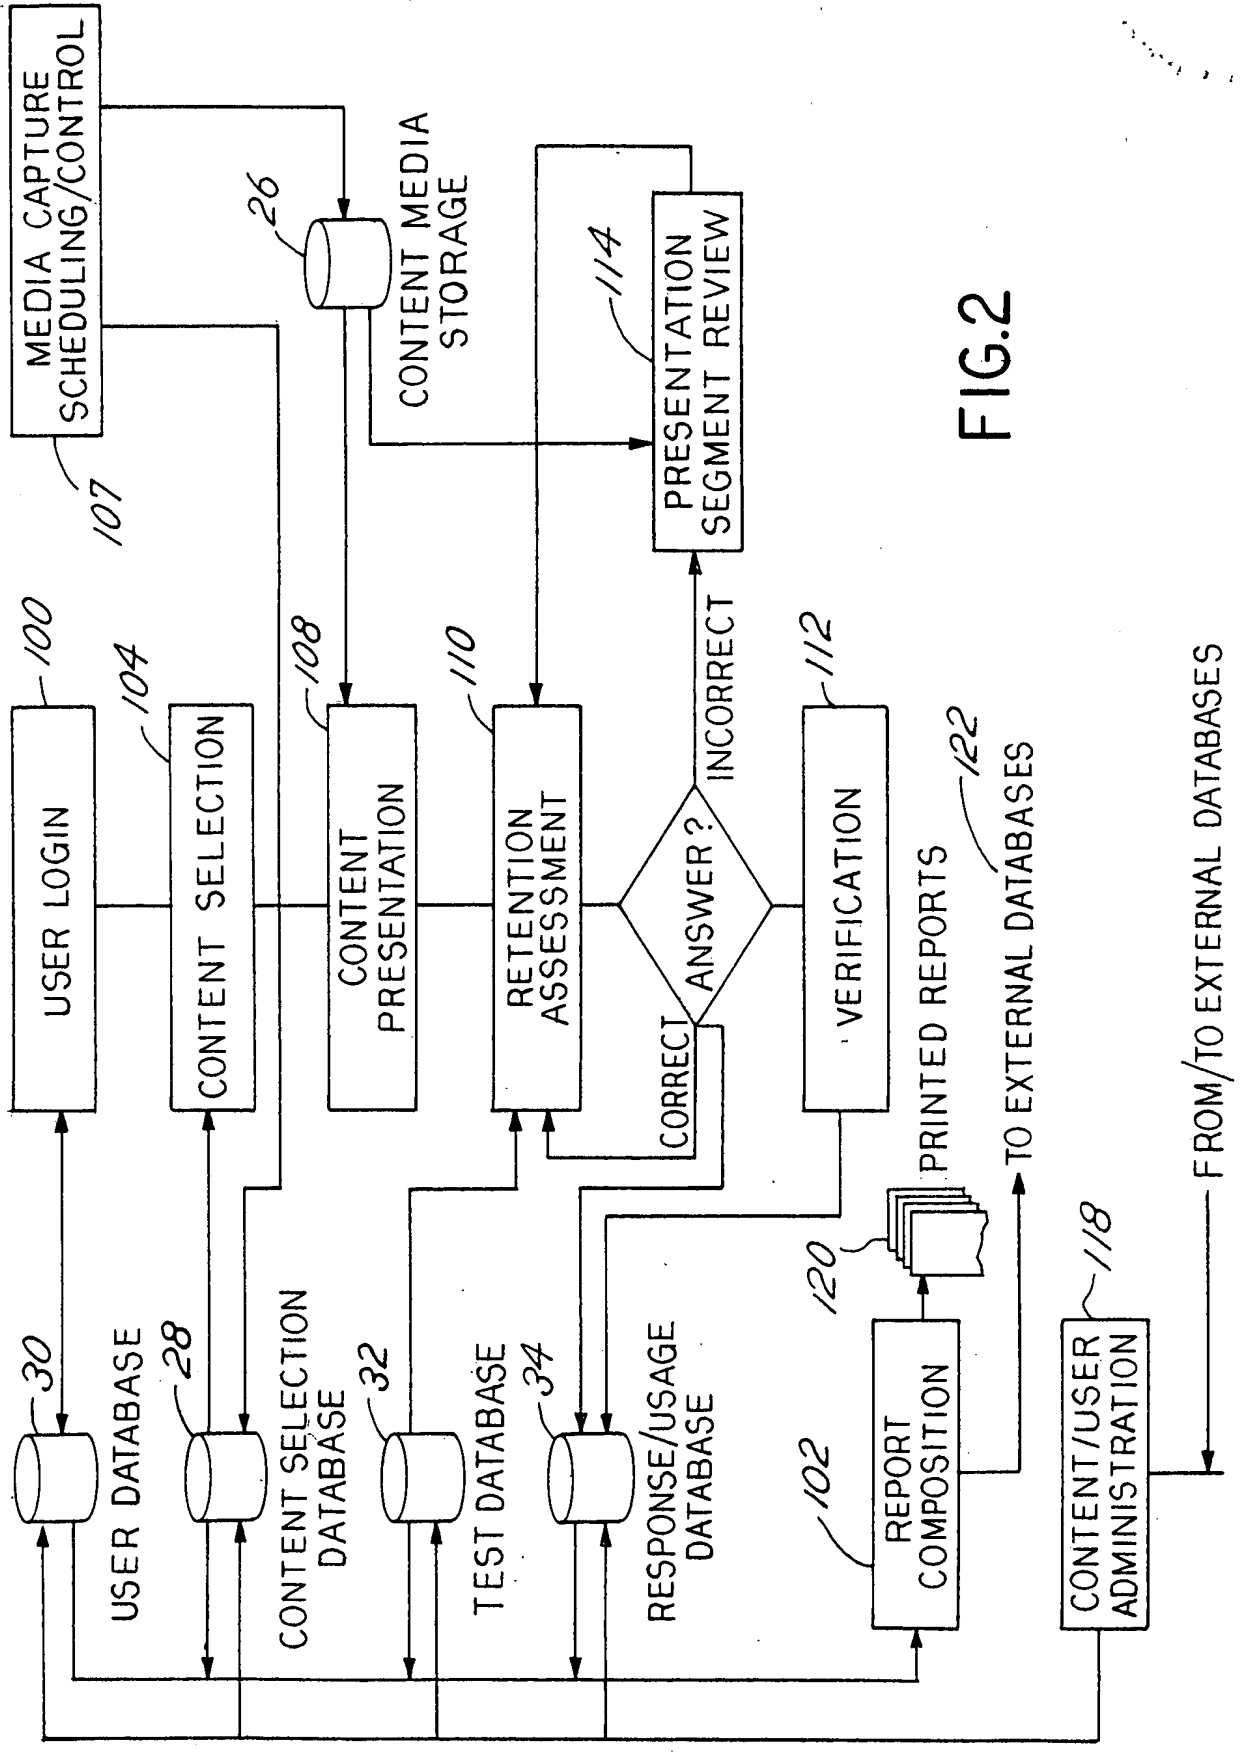 30
USER DATABASE
28
CONTENT SELECTION
DATABASE
32
TEST DATABASE
34
RESPONSE/USAGE
DATABASE
102
REPORT
COMPOSITION
120
PRINTED REPORTS
TO EXTERNAL DATABASES
122
CONTENT/USER
ADMINISTRATION
118
FROM/TO EXTERNAL DATABASES
USER LOGIN
100
CONTENT SELECTION
104
CONTENT
PRESENTATION
108
RETENTION
ASSESSMENT
110
ANSWER?
CORRECT
INCORRECT
VERIFICATION
112
MEDIA CAPTURE
SCHEDULING/CONTROL
107
26
CONTENT MEDIA
STORAGE
114
PRESENTATION
SEGMENT REVIEW
FIG.2